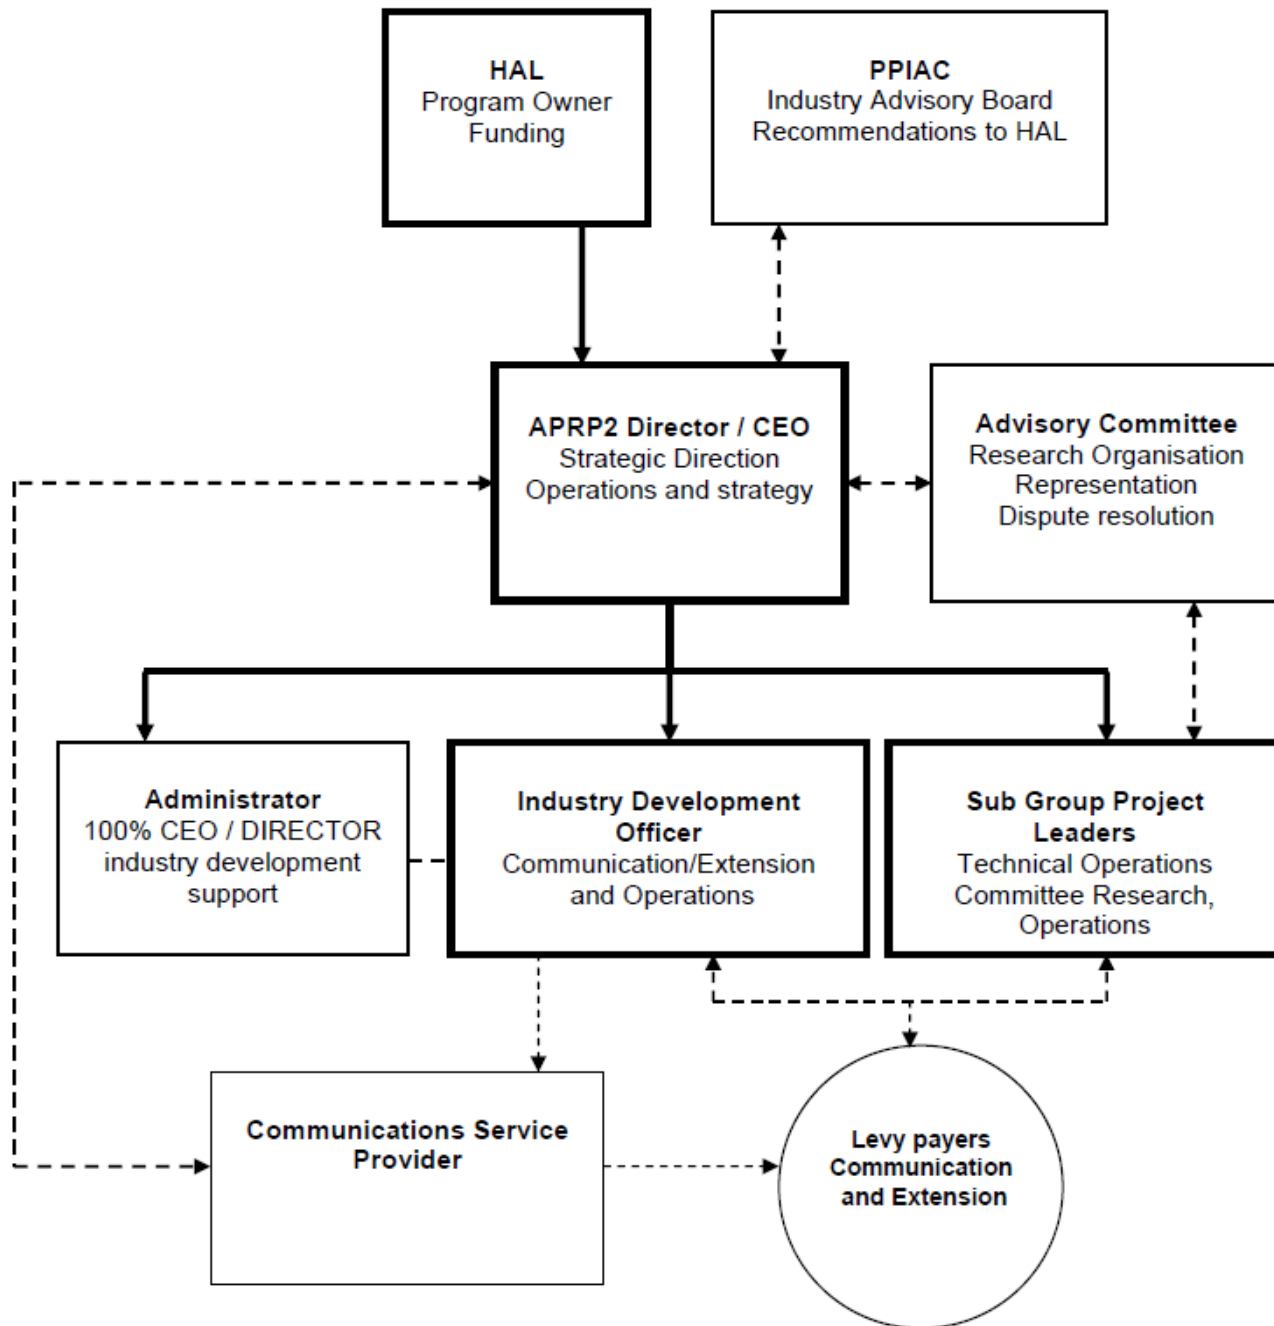 HAL
Program Owner
Funding
PPIAC
Industry Advisory Board
Recommendations to HAL
APRP2 Director / CEO
Strategic Direction
Operations and strategy
Advisory Committee
Research Organisation
Representation
Dispute resolution
Administrator
100% CEO / DIRECTOR
industry development
support
Industry Development
Officer
Communication/Extension
and Operations
Sub Group Project
Leaders
Technical Operations
Committee Research,
Operations
Communications Service
Provider
Levy payers
Communication
and Extension